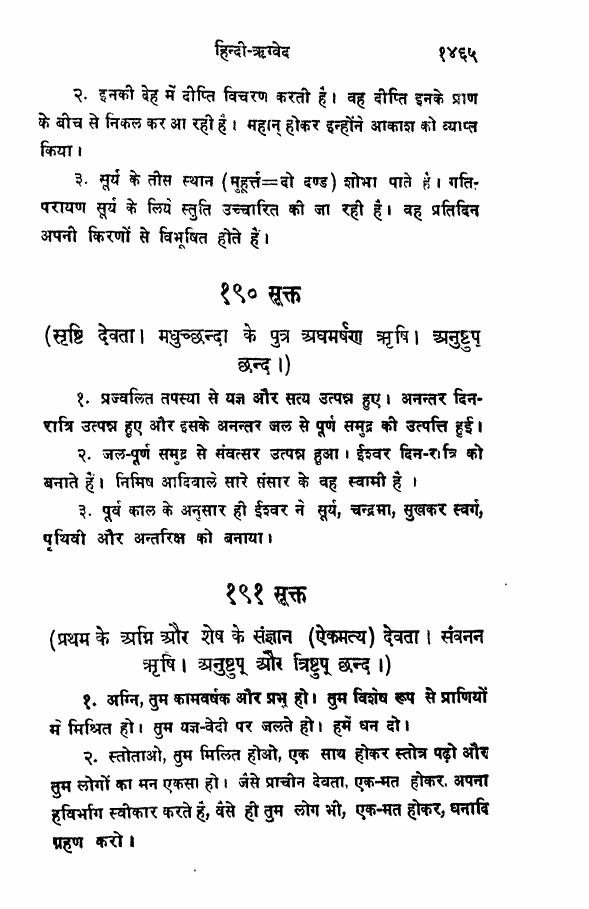 हिन्दी-ऋग्वेद १४६५
२. इनकी देह में दीप्ति विचरण करती है। वह दीप्ति इनके प्राण
के बीच से निकल कर आ रही है। महान् होकर इन्होंने आकाश को व्याप्त
किया।
३. सूर्य के तीस स्थान (मुहूर्त्त=दो दण्ड) शोभा पाते है। गति-
परायण सूर्य के लिये स्तुति उच्चारित की जा रही है। वह प्रतिदिन
अपनी किरणों से विभूषित होते हैं।
१९० सूक्त
(सृष्टि देवता। मधुच्छन्दा के पुत्र अघमर्षण ऋषि। अनुष्टुप्
छन्द।)
१. प्रज्वलित तपस्या से यज्ञ और सत्य उत्पन्न हुए। अनन्तर दिन-
रात्रि उत्पन्न हुए और इसके अनन्तर जल से पूर्ण समुद्र की उत्पत्ति हुई।
२. जल-पूर्ण समुद्र से संवत्सर उत्पन्न हुआ। ईश्वर दिन-रात्रि को
बनाते हैं। निमिष आदिवाले सारे संसार के वह स्वामी है ।
३. पूर्व काल के अनुसार ही ईश्वर ने सूर्य, चन्द्रमा, सुखकर स्वर्ग,
पृथिवी और अन्तरिक्ष को बनाया।
१९१ सूक्त
(प्रथम के अग्नि और शेष के संज्ञान (ऐकमत्य) देवता। संवनन
ऋषि। अनुष्टुप् और त्रिष्टुप् छन्द।)
१. अग्नि, तुम कामवर्षक और प्रभु हो। तुम विशेष रूप से प्राणियों
में मिश्रित हो। तुम यज्ञ-वेदी पर जलते हो। हमें धन दो।
२. स्तोताओ, तुम मिलित होओ, एक साथ होकर स्तोत्र पढ़ो और
तुम लोगों का मन एकसा हो। जैसे प्राचीन देवता, एक-मत होकर, अपना
हविर्भाग स्वीकार करते है, वैसे ही तुम लोग भी, एक-मत होकर, धनादि
ग्रहण करो।